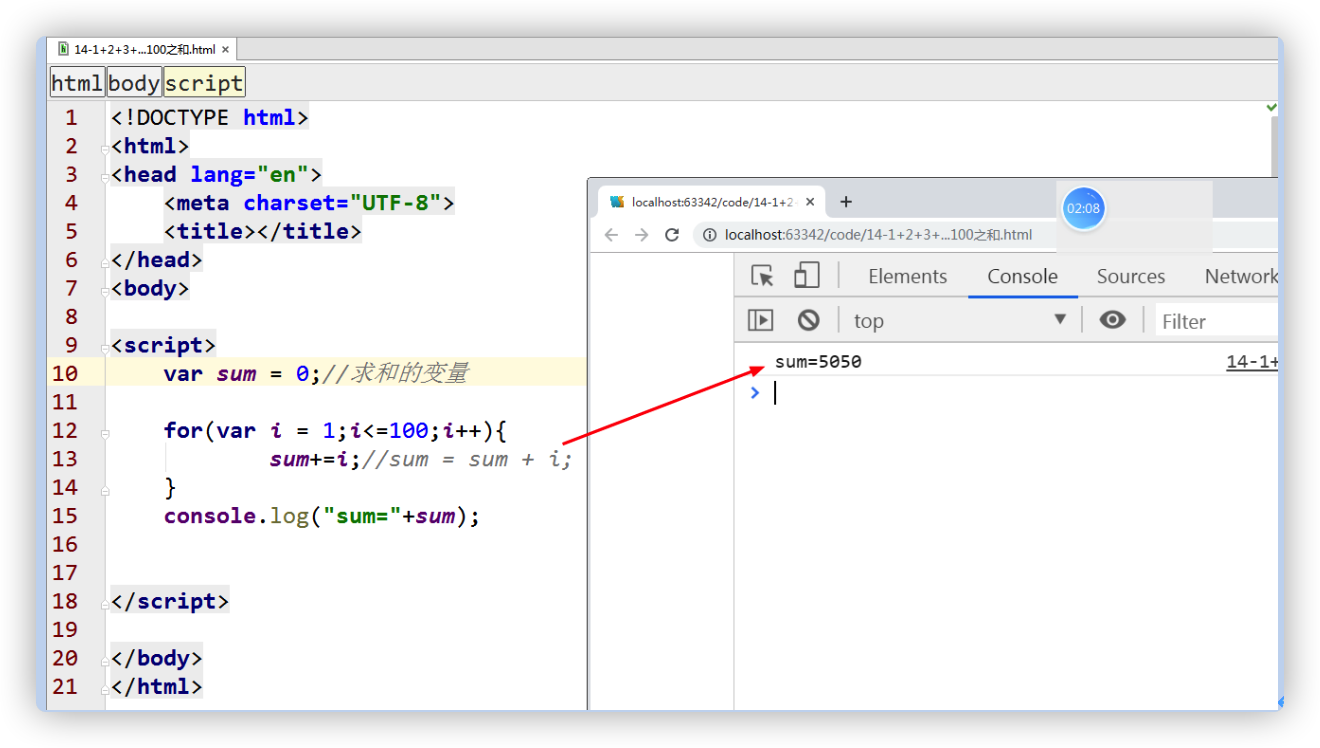 14-1+2+3+...100之和.html ×
html body script
1 <!DOCTYPE html>
2 <html>
3 <head lang="en">
4 <meta charset="UTF-8">
5 <title></title>
6 </head>
7 <body>
8
9 <script>
10 var sum = 0;//求和的变量
11
12 for(var i = 1;i<=100;i++){
13 sum+=i;//sum = sum + i;
14 }
15 console.log("sum="+sum);
16
17
18 </script>
19
20 </body>
21 </html>
localhost:63342/code/14-1+2 × +
02:08
localhost:63342/code/14-1+2+3+...100之和.html
Elements Console Sources Network
top Filter
sum=5050 14-1+